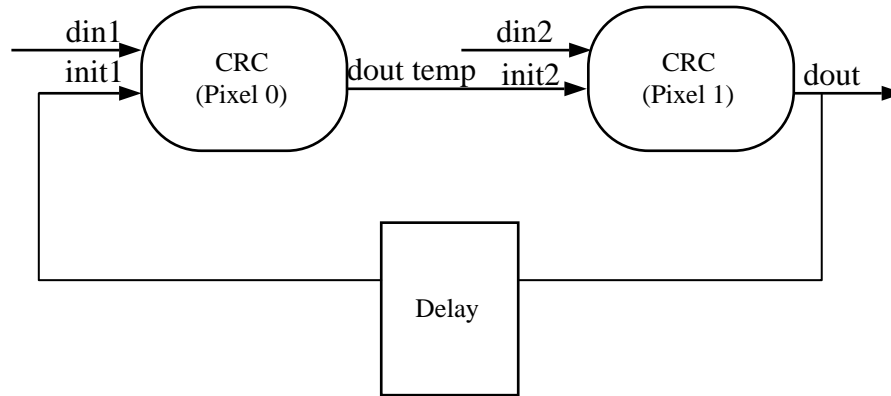 din1
init1
CRC
(Pixel 0)
dout temp
din2
init2
CRC
(Pixel 1)
dout
Delay